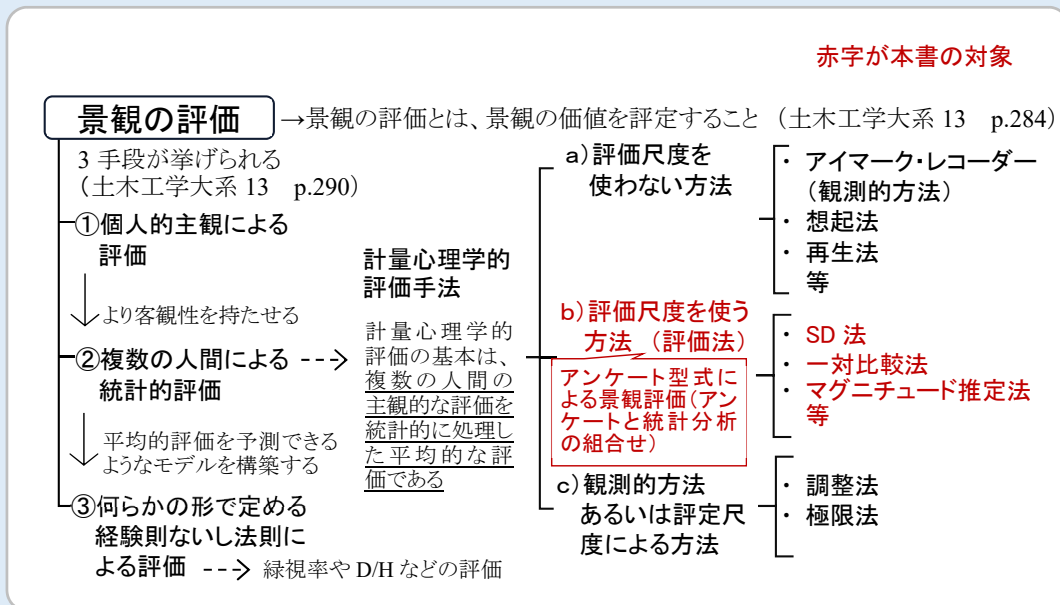 赤字が本書の対象
景観の評価
→景観の評価とは、景観の価値を評定すること （土木工学大系 13 p.284）
3 手段が挙げられる
（土木工学大系 13 p.290）
①個人的主観による
評価
より客観性を持たせる
②複数の人間による
統計的評価
平均的評価を予測できる
ようなモデルを構築する
③何らかの形で定める
経験則ないし法則に
よる評価
緑視率や D/H などの評価
計量心理学的
評価手法
計量心理学的
評価の基本は、
複数の人間の
主観的な評価を
統計的に処理し
た平均的な評
価である
a）評価尺度を
使わない方法
・ アイマーク・レコーダー
（観測的方法）
・ 想起法
・ 再生法
等
b）評価尺度を使う
方法 （評価法）
アンケート型式に
よる景観評価（アン
ケートと統計分析
の組合せ）
・ SD 法
・ 一対比較法
・ マグニチュード推定法
等
c）観測的方法
あるいは評定尺
度による方法
・ 調整法
・ 極限法